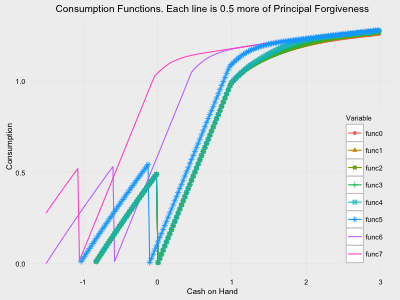 Consumption Functions. Each line is 0.5 more of Principal Forgiveness
Consumption
1.0
0.5
0.0
-1
0
1
2
3
Cash on Hand
Variable
func0
func1
func2
func3
func4
func5
func6
func7